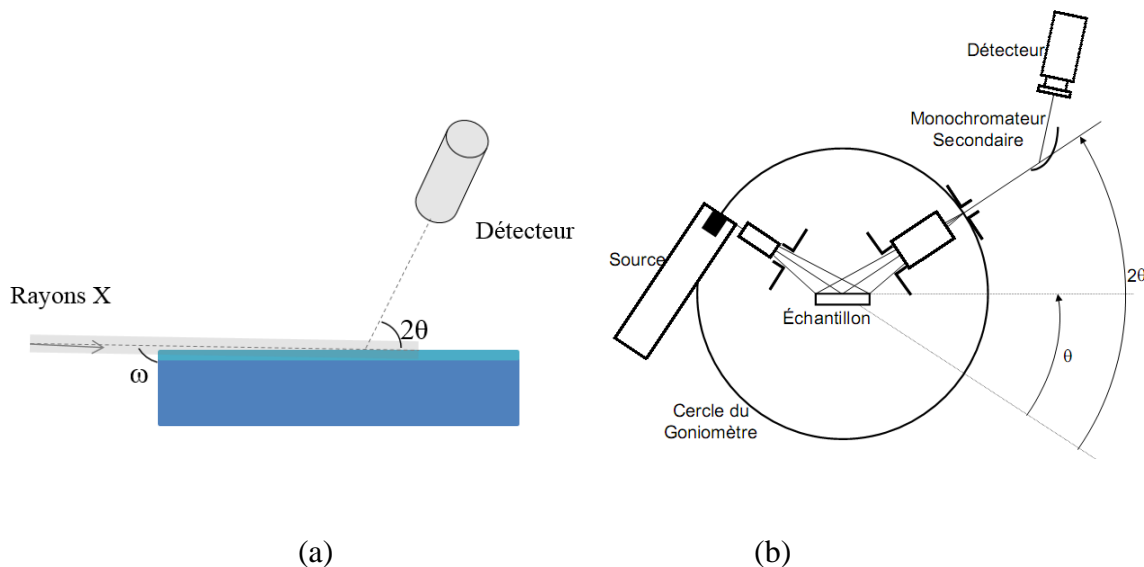 Rayons X
ω
2θ
Détecteur
(a)
Détecteur
Monochromateur
Secondaire
Source
Échantillon
2θ
θ
Cercle du
Goniomètre
(b)